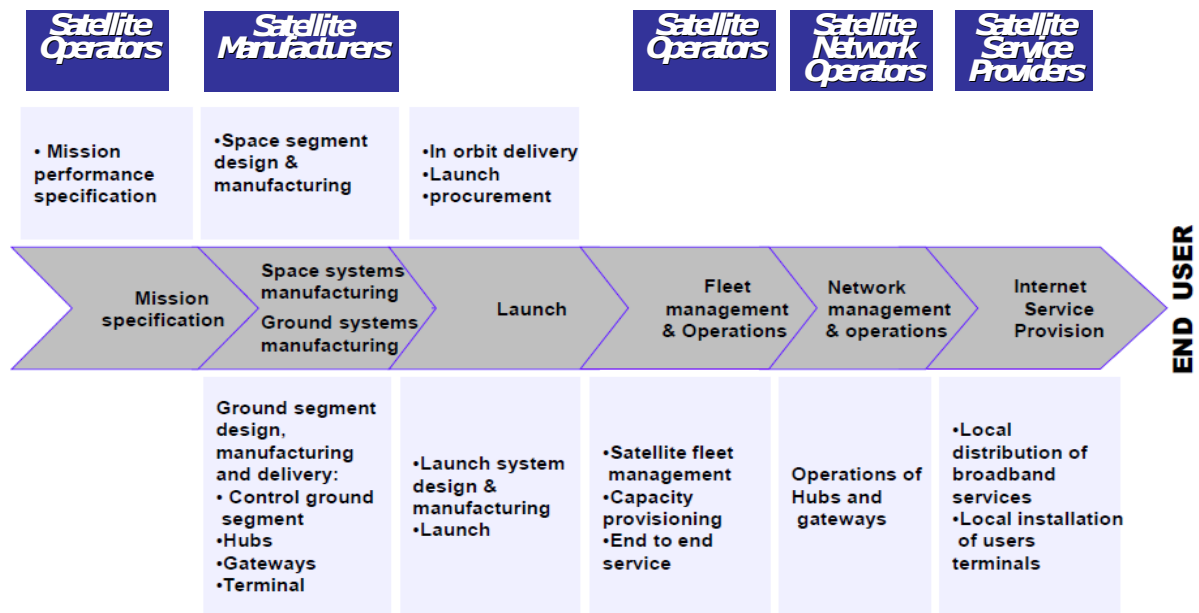 Satellite
Operators
Satellite
Manufacturers
Satellite
Operators
Satellite
Network
Operators
Satellite
Service
Providers
• Mission
performance
specification
•Space segment
design &
manufacturing
•In orbit delivery
•Launch
•procurement
Mission
specification
Space systems
manufacturing
Ground systems
manufacturing
Launch
Fleet
management
& Operations
Network
management
& operations
Internet
Service
Provision
END USER
Ground segment
design,
manufacturing
and delivery:
• Control ground
segment
•Hubs
•Gateways
•Terminal
•Launch system
design &
manufacturing
•Launch
•Satellite fleet
management
•Capacity
provisioning
•End to end
service
Operations of
Hubs and
gateways
•Local
distribution of
broadband
services
•Local installation
of users
terminals